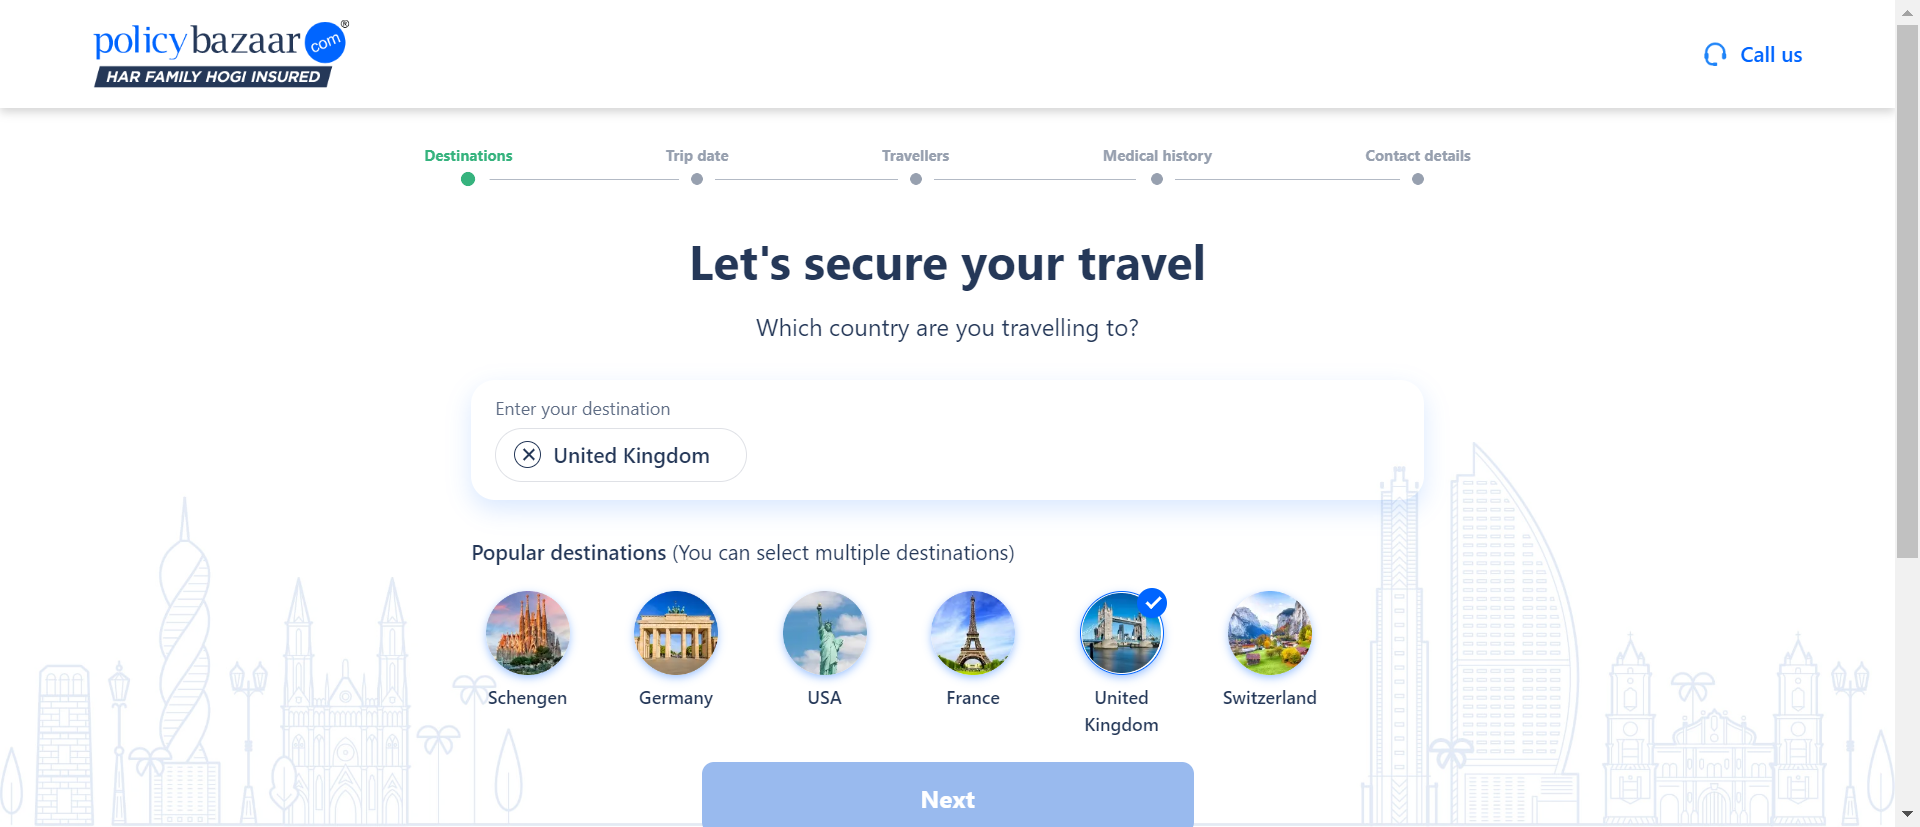 policybazaar com ®
HAR FAMILY HOGI INSURED
Call us
Destinations
Trip date
Travellers
Medical history
Contact details
Let's secure your travel
Which country are you travelling to?
Enter your destination
United Kingdom
Popular destinations (You can select multiple destinations)
Schengen
Germany
USA
France
United
Kingdom
Switzerland
Next